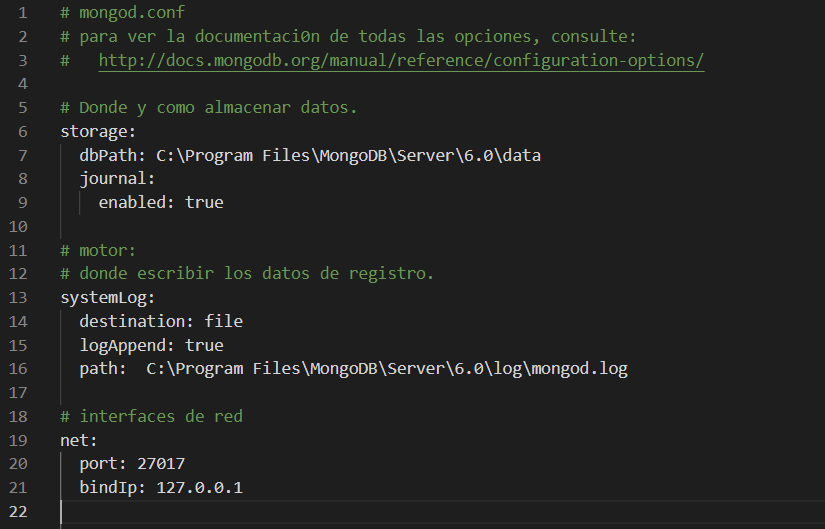 1 # mongod.conf
2 # para ver la documentaci0n de todas las opciones, consulte:
3 #   http://docs.mongodb.org/manual/reference/configuration-options/
4
5 # Donde y como almacenar datos.
6 storage:
7   dbPath: C:\Program Files\MongoDB\Server\6.0\data
8   journal:
9     enabled: true
10
11 # motor:
12 # donde escribir los datos de registro.
13 systemLog:
14   destination: file
15   logAppend: true
16   path:  C:\Program Files\MongoDB\Server\6.0\log\mongod.log
17
18 # interfaces de red
19 net:
20   port: 27017
21   bindIp: 127.0.0.1
22